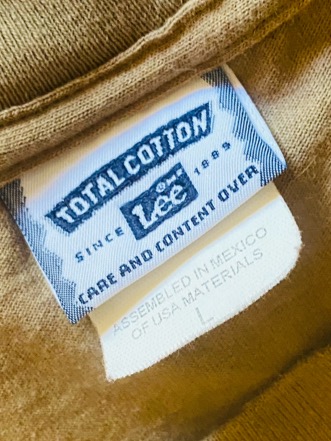 TOTAL COTTON
Lee®
SINCE 1889
CARE AND CONTENT OVER
ASSEMBLED IN MEXICO
OF USA MATERIALS
L